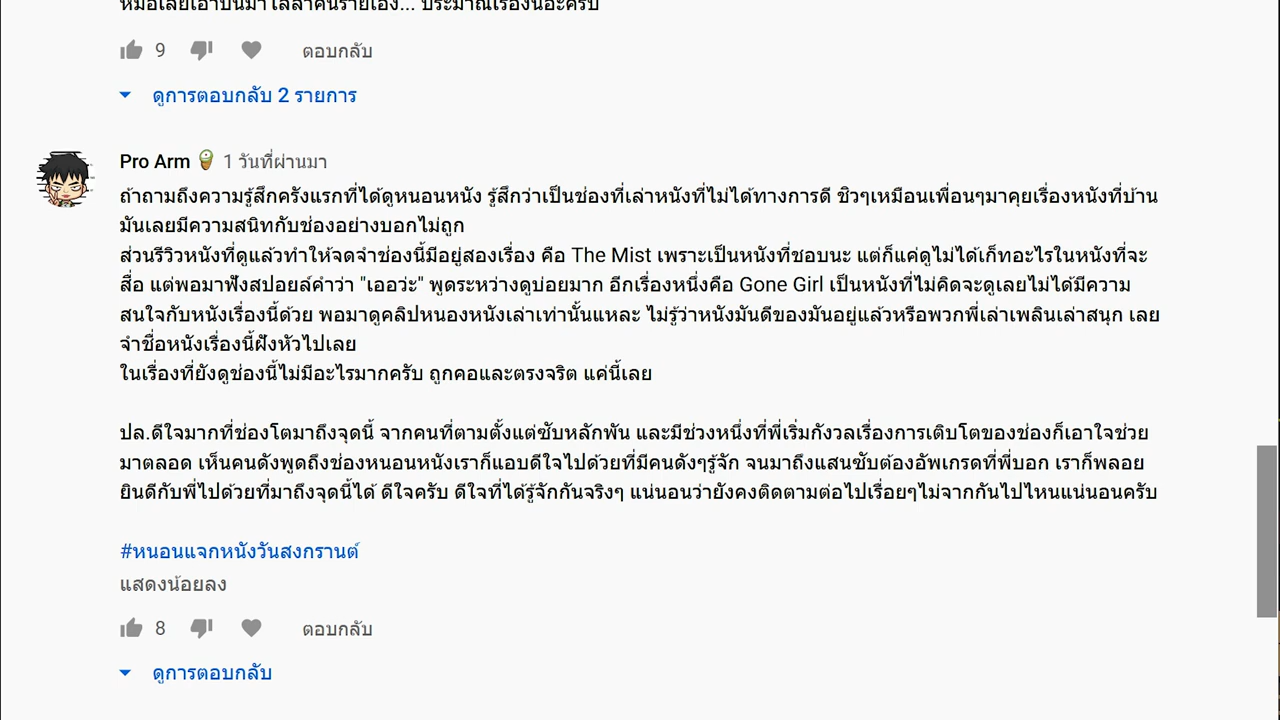 9 ตอบกลับ
ดูการตอบกลับ 2 รายการ
Pro Arm 1 วันที่ผ่านมา
ถ้าถามถึงความรู้สึกครั้งแรกที่ได้ดูหนอนหนัง รู้สึกว่าเป็นช่องที่เล่าหนังที่ไม่ได้ทางการดี ชิวๆเหมือนเพื่อนๆมาคุยเรื่องหนังที่บ้าน
มันเลยมีความสนิทกับช่องอย่างบอกไม่ถูก
ส่วนรีวิวหนังที่ดูแล้วทำให้จดจำช่องนี้มีอยู่สองเรื่อง คือ The Mist เพราะเป็นหนังที่ชอบนะ แต่ก็แค่ดูไม่ได้เก็ทอะไรในหนังที่จะ
สื่อ แต่พอมาฟังสปอยล์คำว่า "เออว่ะ" พูดระหว่างดูบ่อยมาก อีกเรื่องหนึ่งคือ Gone Girl เป็นหนังที่ไม่คิดจะดูเลยไม่ได้มีความ
สนใจกับหนังเรื่องนี้ด้วย พอมาดูคลิปหนองหนังเล่าเท่านั้นแหละ ไม่รู้ว่าหนังมันดีของมันอยู่แล้วหรือพวกพี่เล่าเพลินเล่าสนุก เลย
จำชื่อหนังเรื่องนี้ฝังหัวไปเลย
ในเรื่องที่ยังดูช่องนี้ไม่มีอะไรมากครับ ถูกคอและตรงจริต แค่นี้เลย
ปล.ดีใจมากที่ช่องโตมาถึงจุดนี้ จากคนที่ตามตั้งแต่ซับหลักพัน และมีช่วงหนึ่งที่พี่เริ่มกังวลเรื่องการเติบโตของช่องก็เอาใจช่วย
มาตลอด เห็นคนดังพูดถึงช่องหนอนหนังเราก็แอบดีใจไปด้วยที่มีคนดังๆรู้จัก จนมาถึงแสนซับต้องอัพเกรดที่พี่บอก เราก็พลอย
ยินดีกับพี่ไปด้วยที่มาถึงจุดนี้ได้ ดีใจครับ ดีใจที่ได้รู้จักกันจริงๆ แน่นอนว่ายังคงติดตามต่อไปเรื่อยๆไม่จากกันไปไหนแน่นอนครับ
#หนอนแจกหนังวันสงกรานต์
แสดงน้อยลง
8 ตอบกลับ
ดูการตอบกลับ